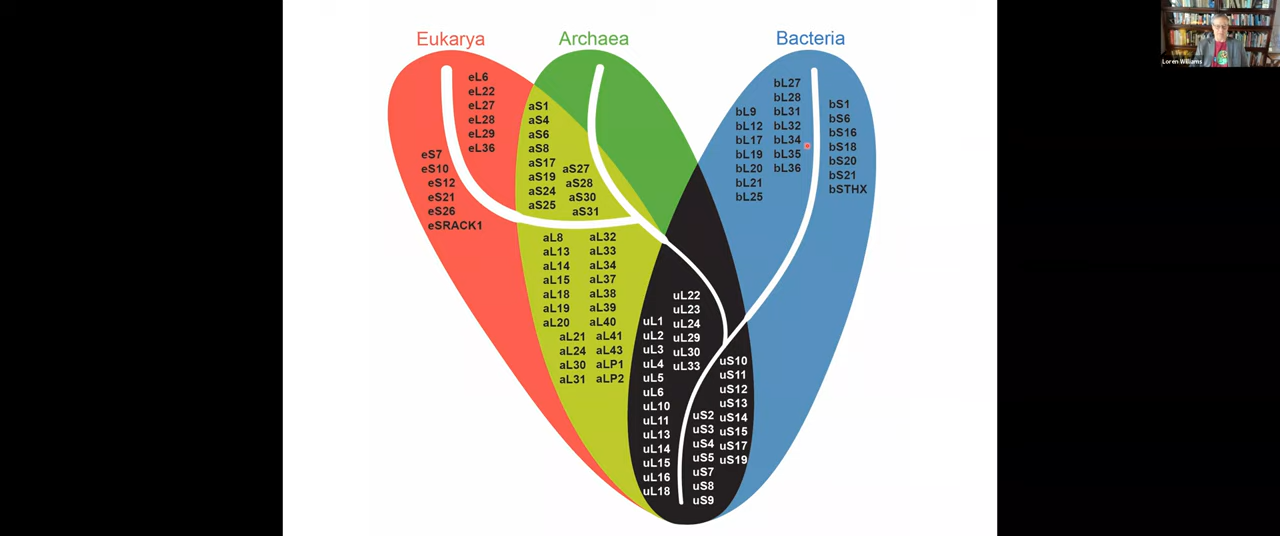 Eukarya
Archaea
Bacteria
Loren Williams
eL6
eL22
eL27
eL28
eL29
eL36
eS7
eS10
eS12
eS21
eS26
eSRACK1
aS1
aS4
aS6
aS8
aS17
aS19
aS24
aS25
aS27
aS28
aS30
aS31
aL8
aL13
aL14
aL15
aL18
aL19
aL20
aL21
aL24
aL30
aL31
aL32
aL33
aL34
aL37
aL38
aL39
aL40
aL41
aL43
aLP1
aLP2
uL1
uL2
uL3
uL4
uL5
uL6
uL10
uL11
uL13
uL14
uL15
uL16
uL18
uL22
uL23
uL24
uL29
uL30
uL33
uS2
uS3
uS4
uS5
uS7
uS8
uS9
uS10
uS11
uS12
uS13
uS14
uS15
uS17
uS19
bL9
bL12
bL17
bL19
bL20
bL21
bL25
bL27
bL28
bL31
bL32
bL34
bL35
bL36
bS1
bS6
bS16
bS18
bS20
bS21
bSTHX